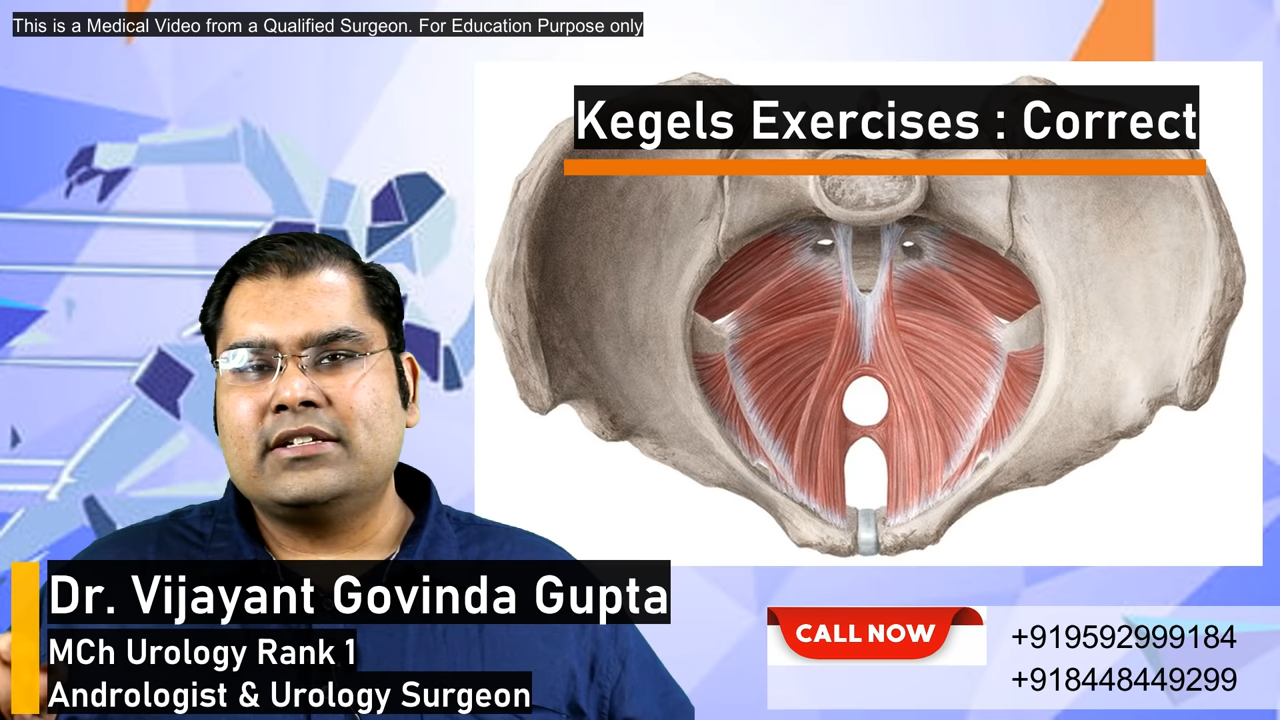 This is a Medical Video from a Qualified Surgeon. For Education Purpose only
Kegels Exercises : Correct
Dr. Vijayant Govinda Gupta
MCh Urology Rank 1
Andrologist & Urology Surgeon
CALL NOW
+919592999184
+918448449299